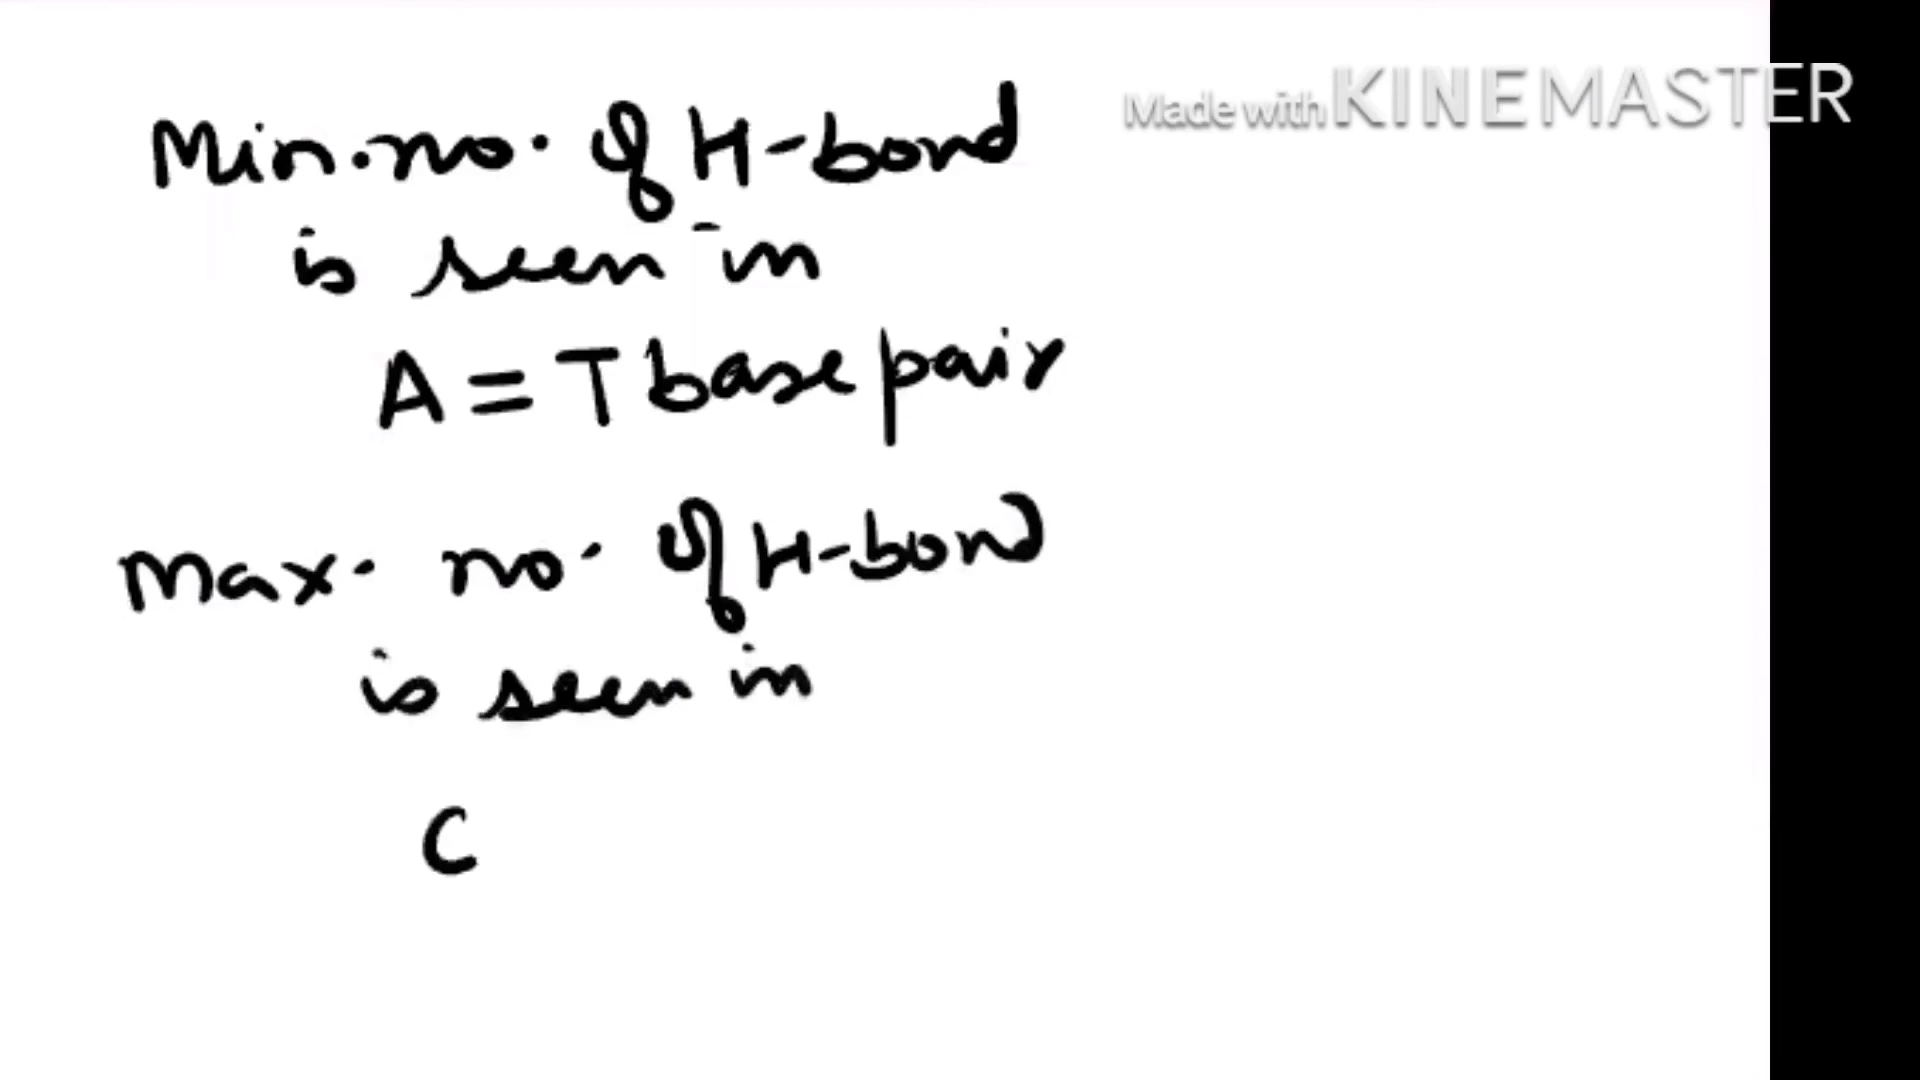 Made with KINEMASTER
Min. no. of H-bond
is seen in
A = T base pair
Max. no. of H-bond
is seen in
C